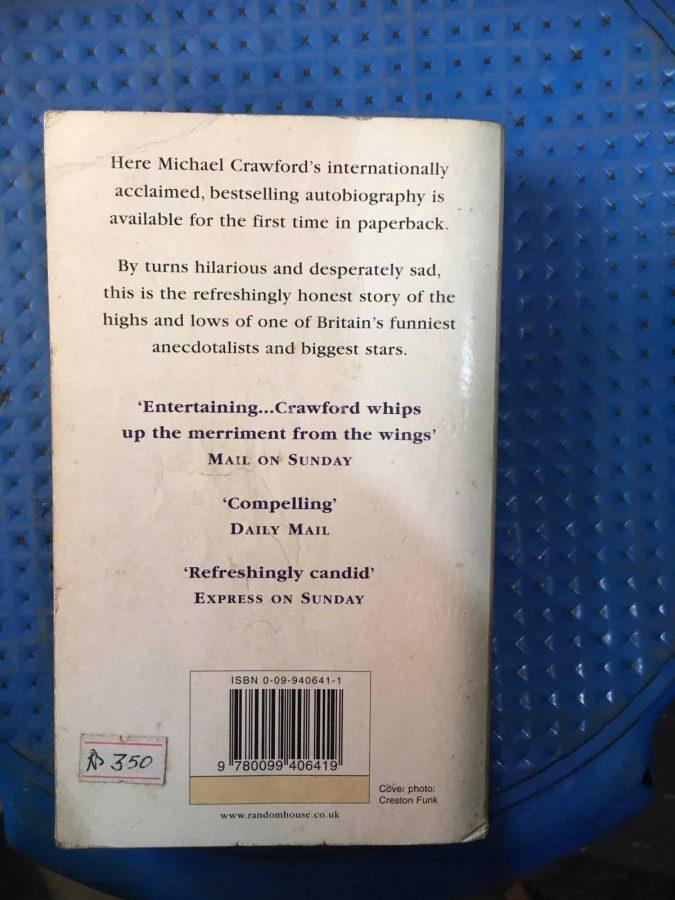 Here Michael Crawford's internationally
acclaimed, bestselling autobiography is
available for the first time in paperback.
By turns hilarious and desperately sad,
this is the refreshingly honest story of the
highs and lows of one of Britain's funniest
anecdotalists and biggest stars.
‘Entertaining...Crawford whips
up the merriment from the wings’
MAIL ON SUNDAY
‘Compelling’
DAILY MAIL
‘Refreshingly candid’
EXPRESS ON SUNDAY
ISBN 0-09-940641-1
9 780099 406419
Rs 350
Cover photo:
Creston Funk
www.randomhouse.co.uk